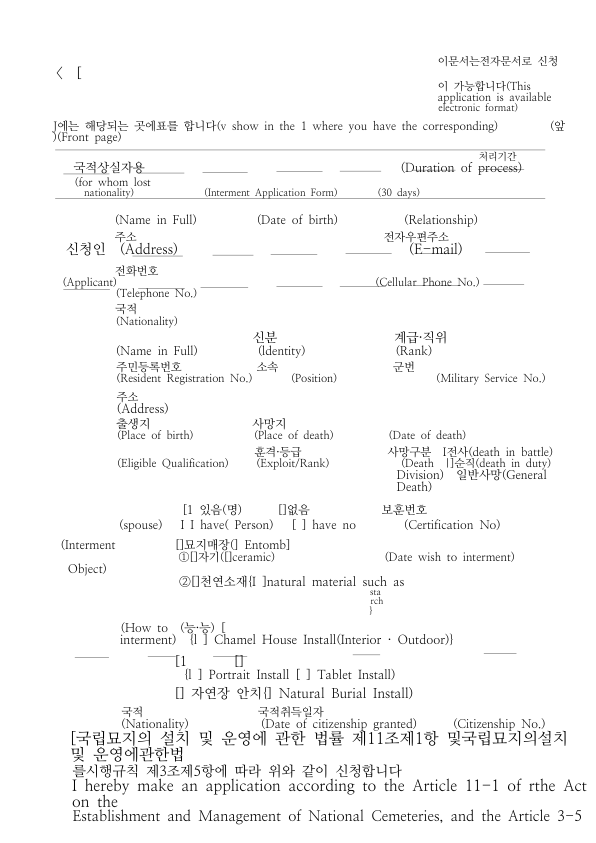 이문서는전자문서로 신청
〈 [
이 가능합니다(This
application is available
electronic format)
]에는 해당되는 곳에표를 합니다(v show in the 1 where you have the corresponding) (앞
)(Front page)
처리기간
국적상실자용 (Duration of process)
(for whom lost
nationality) (Interment Application Form) (30 days)
(Name in Full) (Date of birth) (Relationship)
주소 전자우편주소
신청인 (Address) (E-mail)
전화번호
(Applicant) (Cellular Phone No.)
(Telephone No.)
국적
(Nationality)
신분 계급·직위
(Name in Full) (ldentity) (Rank)
주민등록번호 소속 군번
(Resident Registration No.) (Position) (Military Service No.)
주소
(Address)
출생지 사망지
(Place of birth) (Place of death) (Date of death)
훈격·등급 사망구분 I전사(death in battle)
(Eligible Qualification) (Exploit/Rank) (Death |]순직(death in duty)
Division) 일반사망(General
Death)
[1 있음(명) []없음 보훈번호
(spouse) I I have( Person) [ ] have no (Certification No)
(Interment []묘지매장(] Entomb]
①[]자기([]ceramic) (Date wish to interment)
Object)
②[]천연소재{I ]natural material such as
sta
rch
}
(How to (능·능) [
interment) {l ] Chamel House Install(Interior · Outdoor)}
[1 []
{l ] Portrait Install [ ] Tablet Install)
[] 자연장 안치{] Natural Burial Install)
국적 국적취득일자
(Nationality) (Date of citizenship granted) (Citizenship No.)
[국립묘지의 설치 및 운영에 관한 법률 제11조제1항 및국립묘지의설치
및 운영에관한법
률시행규칙 제3조제5항에 따라 위와 같이 신청합니다
I hereby make an application according to the Article 11-1 of rthe Act
on the
Establishment and Management of National Cemeteries, and the Article 3-5